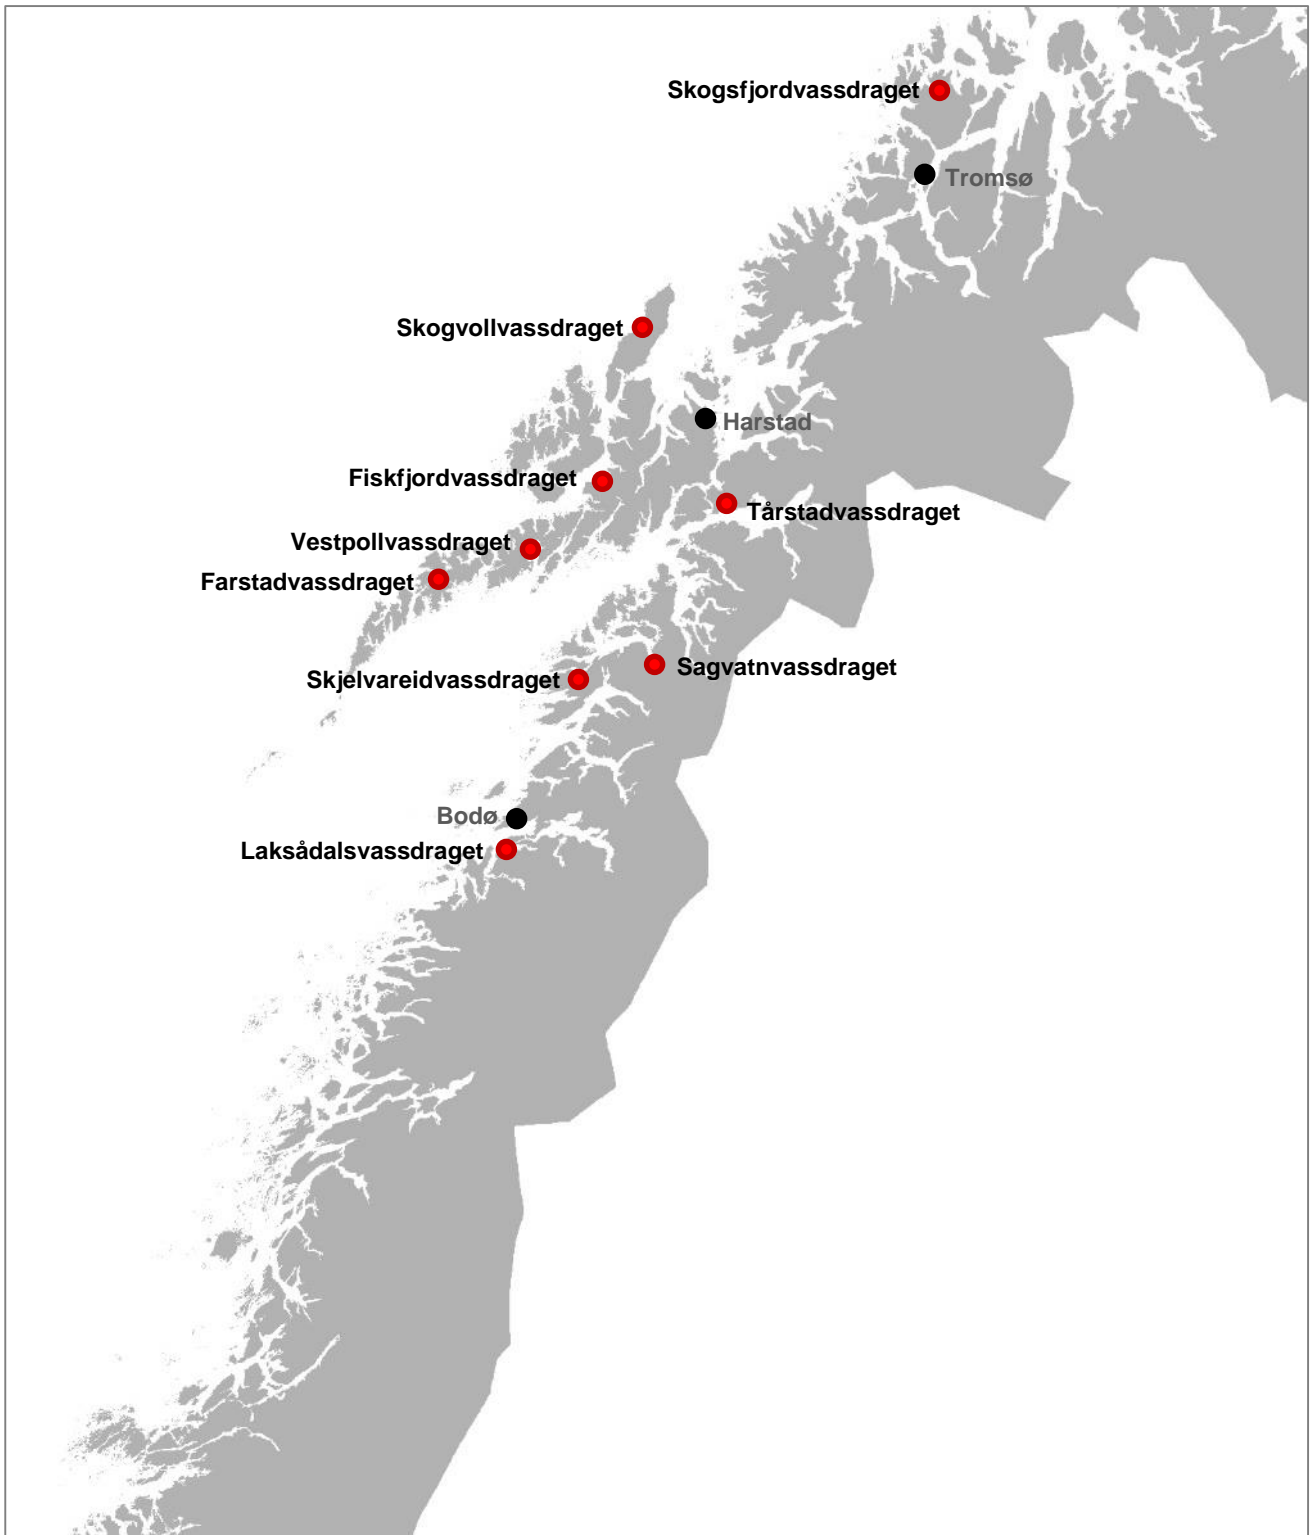 Skogsfjordvassdraget
Tromsø
Skogvollvassdraget
Harstad
Fiskfjordvassdraget
Tårstadvassdraget
Vestpollvassdraget
Farstadvassdraget
Sagvatnvassdraget
Skjelvareidvassdraget
Bodø
Laksådalsvassdraget